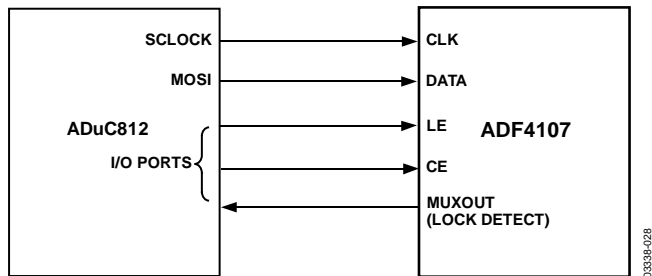 SCLOCK
MOSI
ADuC812
I/O PORTS
CLK
DATA
LE
ADF4107
CE
MUXOUT
(LOCK DETECT)
03338-028